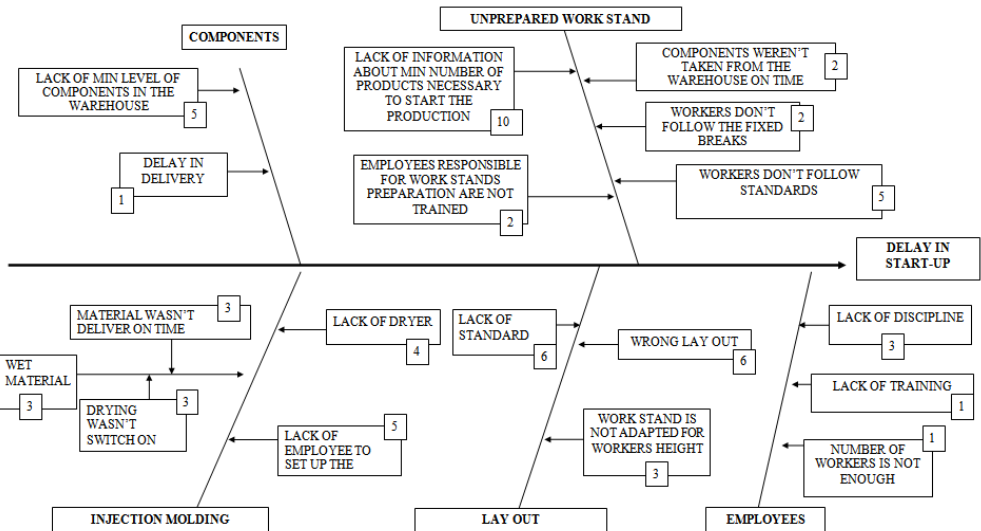 COMPONENTS
LACK OF MIN LEVEL OF
COMPONENTS IN THE
WAREHOUSE
5
DELAY IN
DELIVERY
1
UNPREPARED WORK STAND
LACK OF INFORMATION
ABOUT MIN NUMBER OF
PRODUCTS NECESSARY
TO START THE
PRODUCTION
10
EMPLOYEES RESPONSIBLE
FOR WORK STANDS
PREPARATION ARE NOT
TRAINED
2
COMPONENTS WEREN'T
TAKEN FROM THE
WAREHOUSE ON TIME
2
WORKERS DON'T
FOLLOW THE FIXED
BREAKS
2
WORKERS DON'T FOLLOW
STANDARDS
5
DELAY IN
START-UP
MATERIAL WASN'T
DELIVER ON TIME
3
WET
MATERIAL
3
DRYING
WASN'T
SWITCH ON
3
LACK OF DRYER
4
LACK OF
EMPLOYEE TO
SET UP THE
5
INJECTION MOLDING
LACK OF
STANDARD
6
WRONG LAY OUT
6
WORK STAND IS
NOT ADAPTED FOR
WORKERS HEIGHT
3
LAY OUT
LACK OF DISCIPLINE
3
LACK OF TRAINING
1
NUMBER OF
WORKERS IS NOT
ENOUGH
1
EMPLOYEES